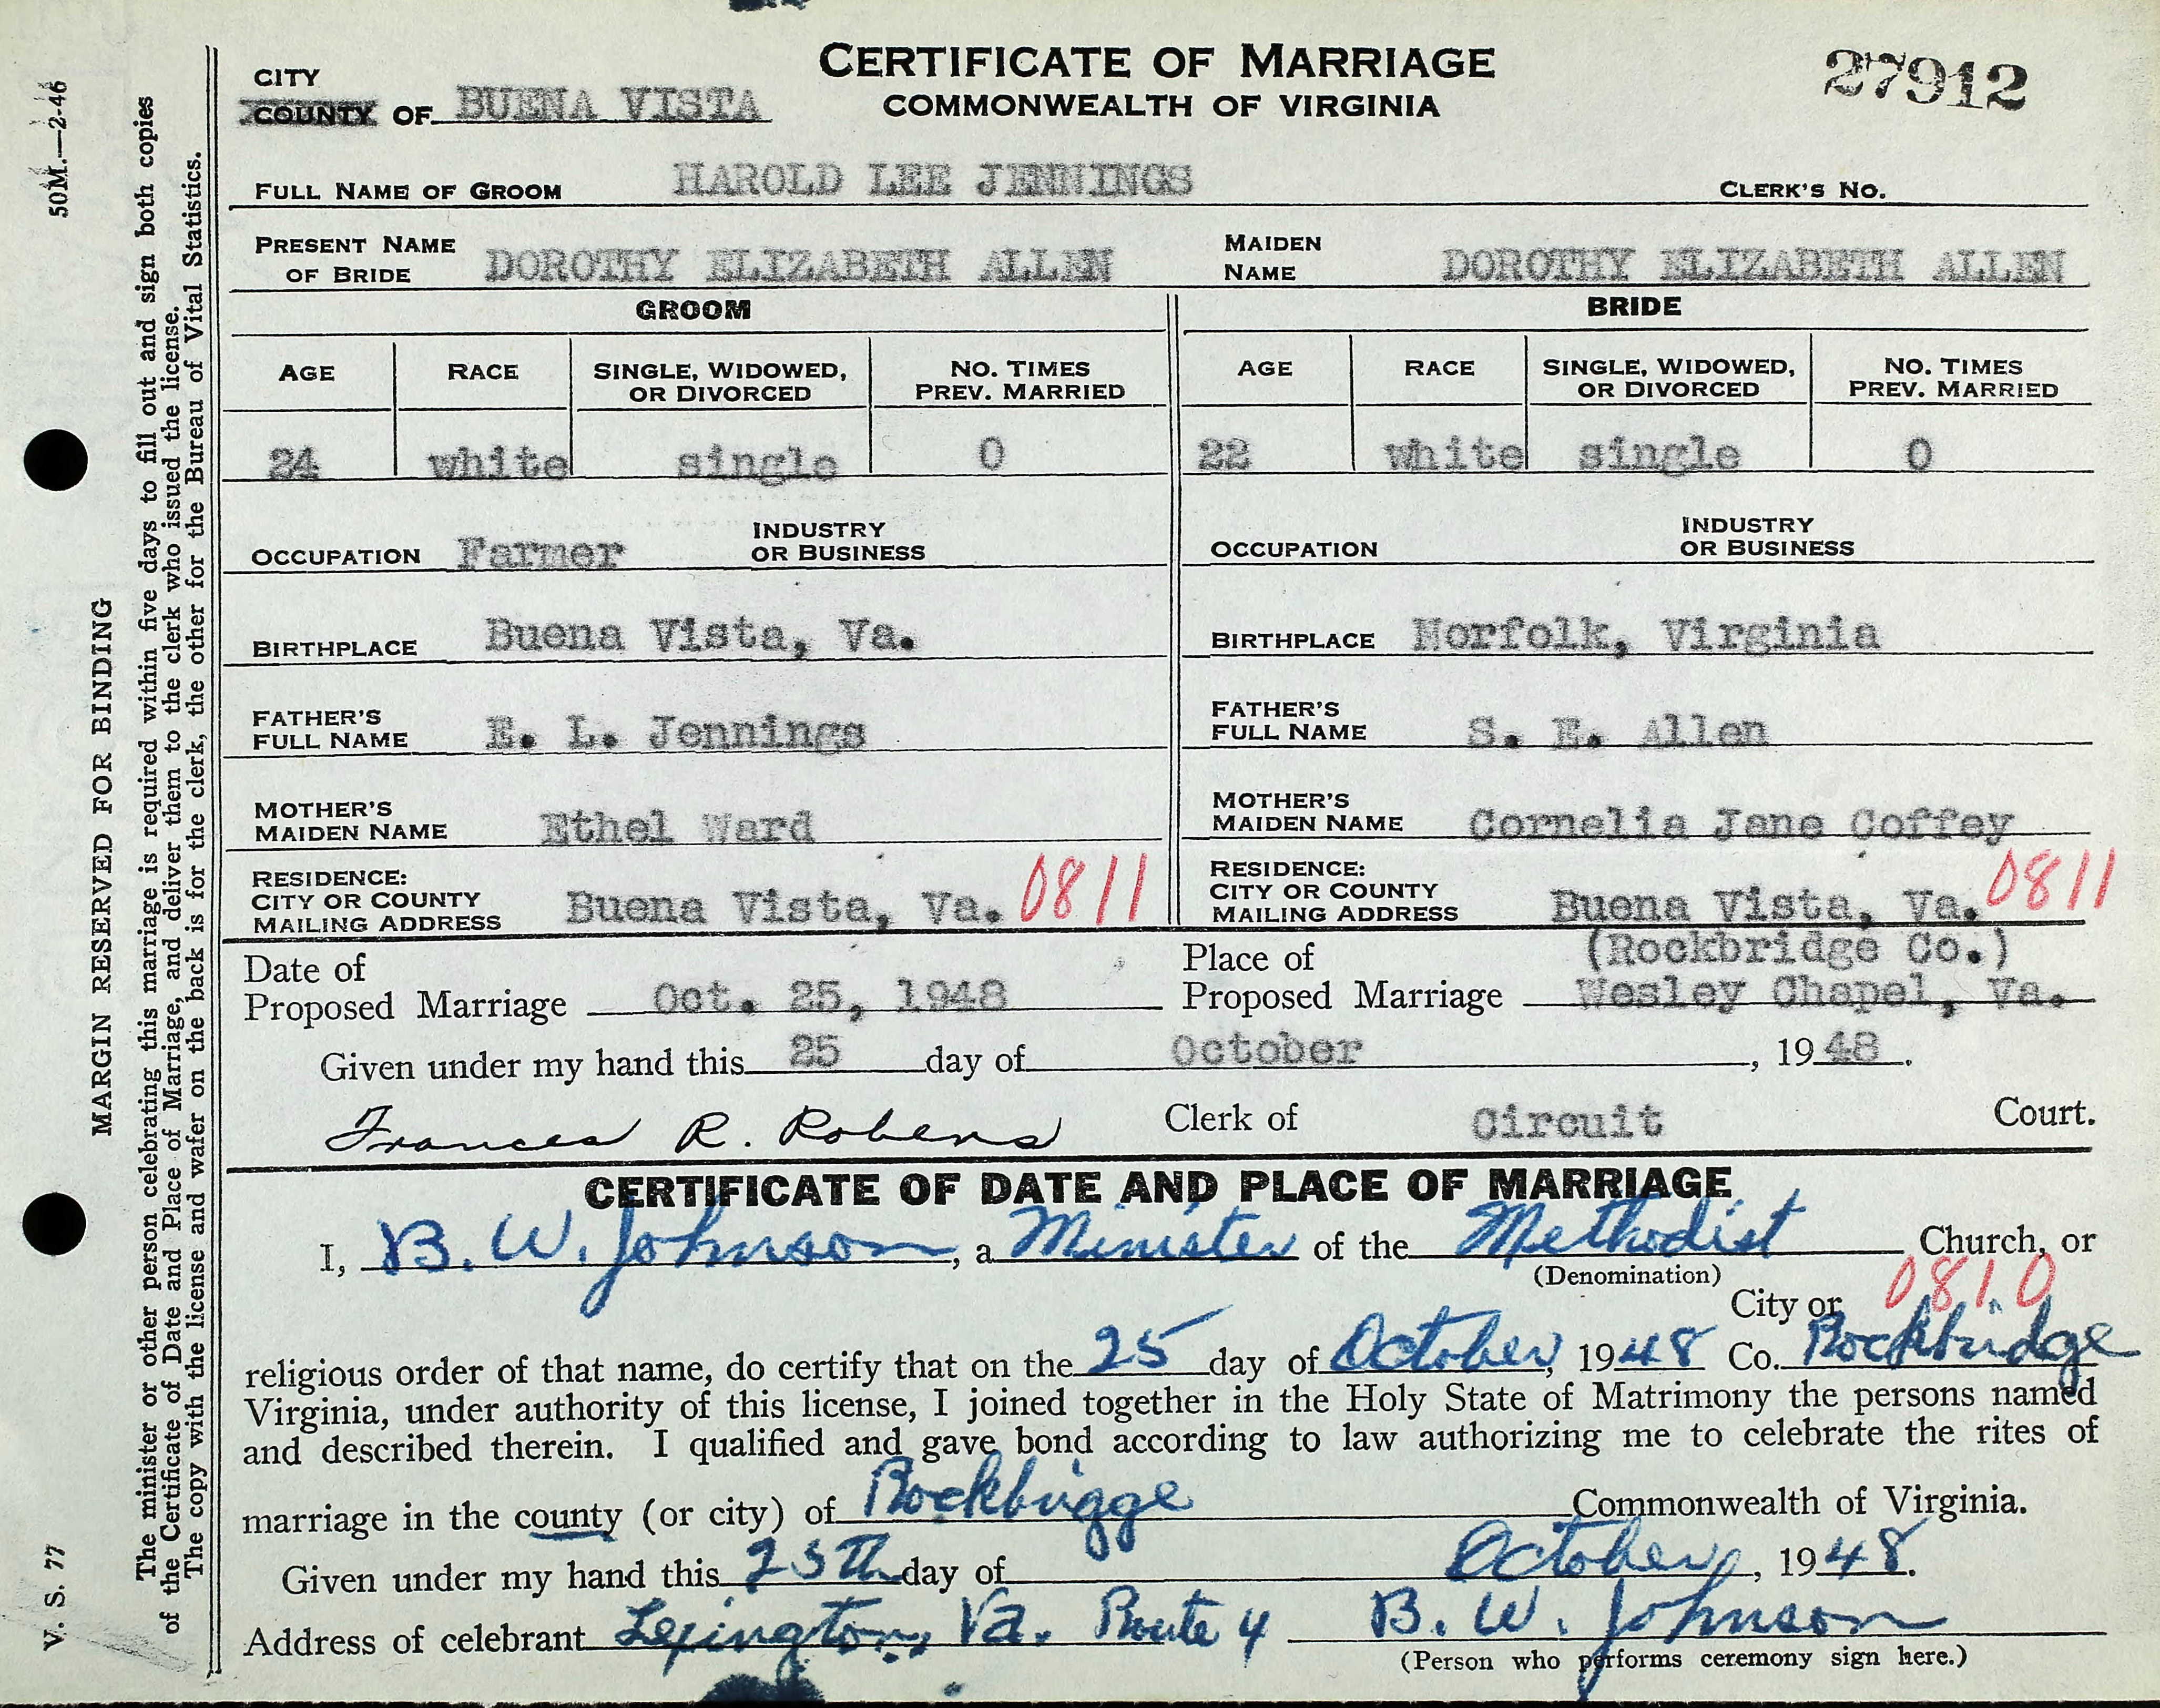 CERTIFICATE OF MARRIAGE
COMMONWEALTH OF VIRGINIA
27912
CITY
COUNTY OF BUENA VISTA
FULL NAME OF GROOM HAROLD LEE JENNINGS CLERK'S NO.
PRESENT NAME OF BRIDE DOROTHY ELIZABETH ALLEN MAIDEN NAME DOROTHY ELIZABETH ALLEN
GROOM BRIDE
AGE RACE SINGLE, WIDOWED, OR DIVORCED NO. TIMES PREV. MARRIED AGE RACE SINGLE, WIDOWED, OR DIVORCED NO. TIMES PREV. MARRIED
24 white single 0 22 white single 0
OCCUPATION Farmer INDUSTRY OR BUSINESS OCCUPATION INDUSTRY OR BUSINESS
BIRTHPLACE Buena Vista, Va. BIRTHPLACE Norfolk, Virginia
FATHER'S FULL NAME E. L. Jennings FATHER'S FULL NAME S. E. Allen
MOTHER'S MAIDEN NAME Ethel Ward MOTHER'S MAIDEN NAME Cornelia Jane Coffey
RESIDENCE: CITY OR COUNTY MAILING ADDRESS Buena Vista, Va. 0811 RESIDENCE: CITY OR COUNTY MAILING ADDRESS Buena Vista, Va. 0811
(Rockbridge Co.)
Date of Proposed Marriage Oct. 25, 1948 Place of Proposed Marriage Wesley Chapel, Va.
Given under my hand this 25 day of October, 1948.
Frances R. Robens Clerk of Circuit Court.
CERTIFICATE OF DATE AND PLACE OF MARRIAGE
I, B. W. Johnson, a Minister of the Methodist Church, or
(Denomination)
City or 0810
religious order of that name, do certify that on the 25 day of October, 1948 Co. Rockbridge
Virginia, under authority of this license, I joined together in the Holy State of Matrimony the persons named
and described therein. I qualified and gave bond according to law authorizing me to celebrate the rites of
marriage in the county (or city) of Rockbrigge Commonwealth of Virginia.
Given under my hand this 25th day of October, 1948.
Address of celebrant Lexington, Va. Route 4 B. W. Johnson
(Person who performs ceremony sign here.)
50M.—2-46
MARGIN RESERVED FOR BINDING
V. S. 77
The minister or other person celebrating this marriage is required within five days to fill out and sign both copies
of the Certificate of Date and Place of Marriage, and deliver them to the clerk who issued the license.
The copy with the license and wafer on the back is for the clerk, the other for the Bureau of Vital Statistics.